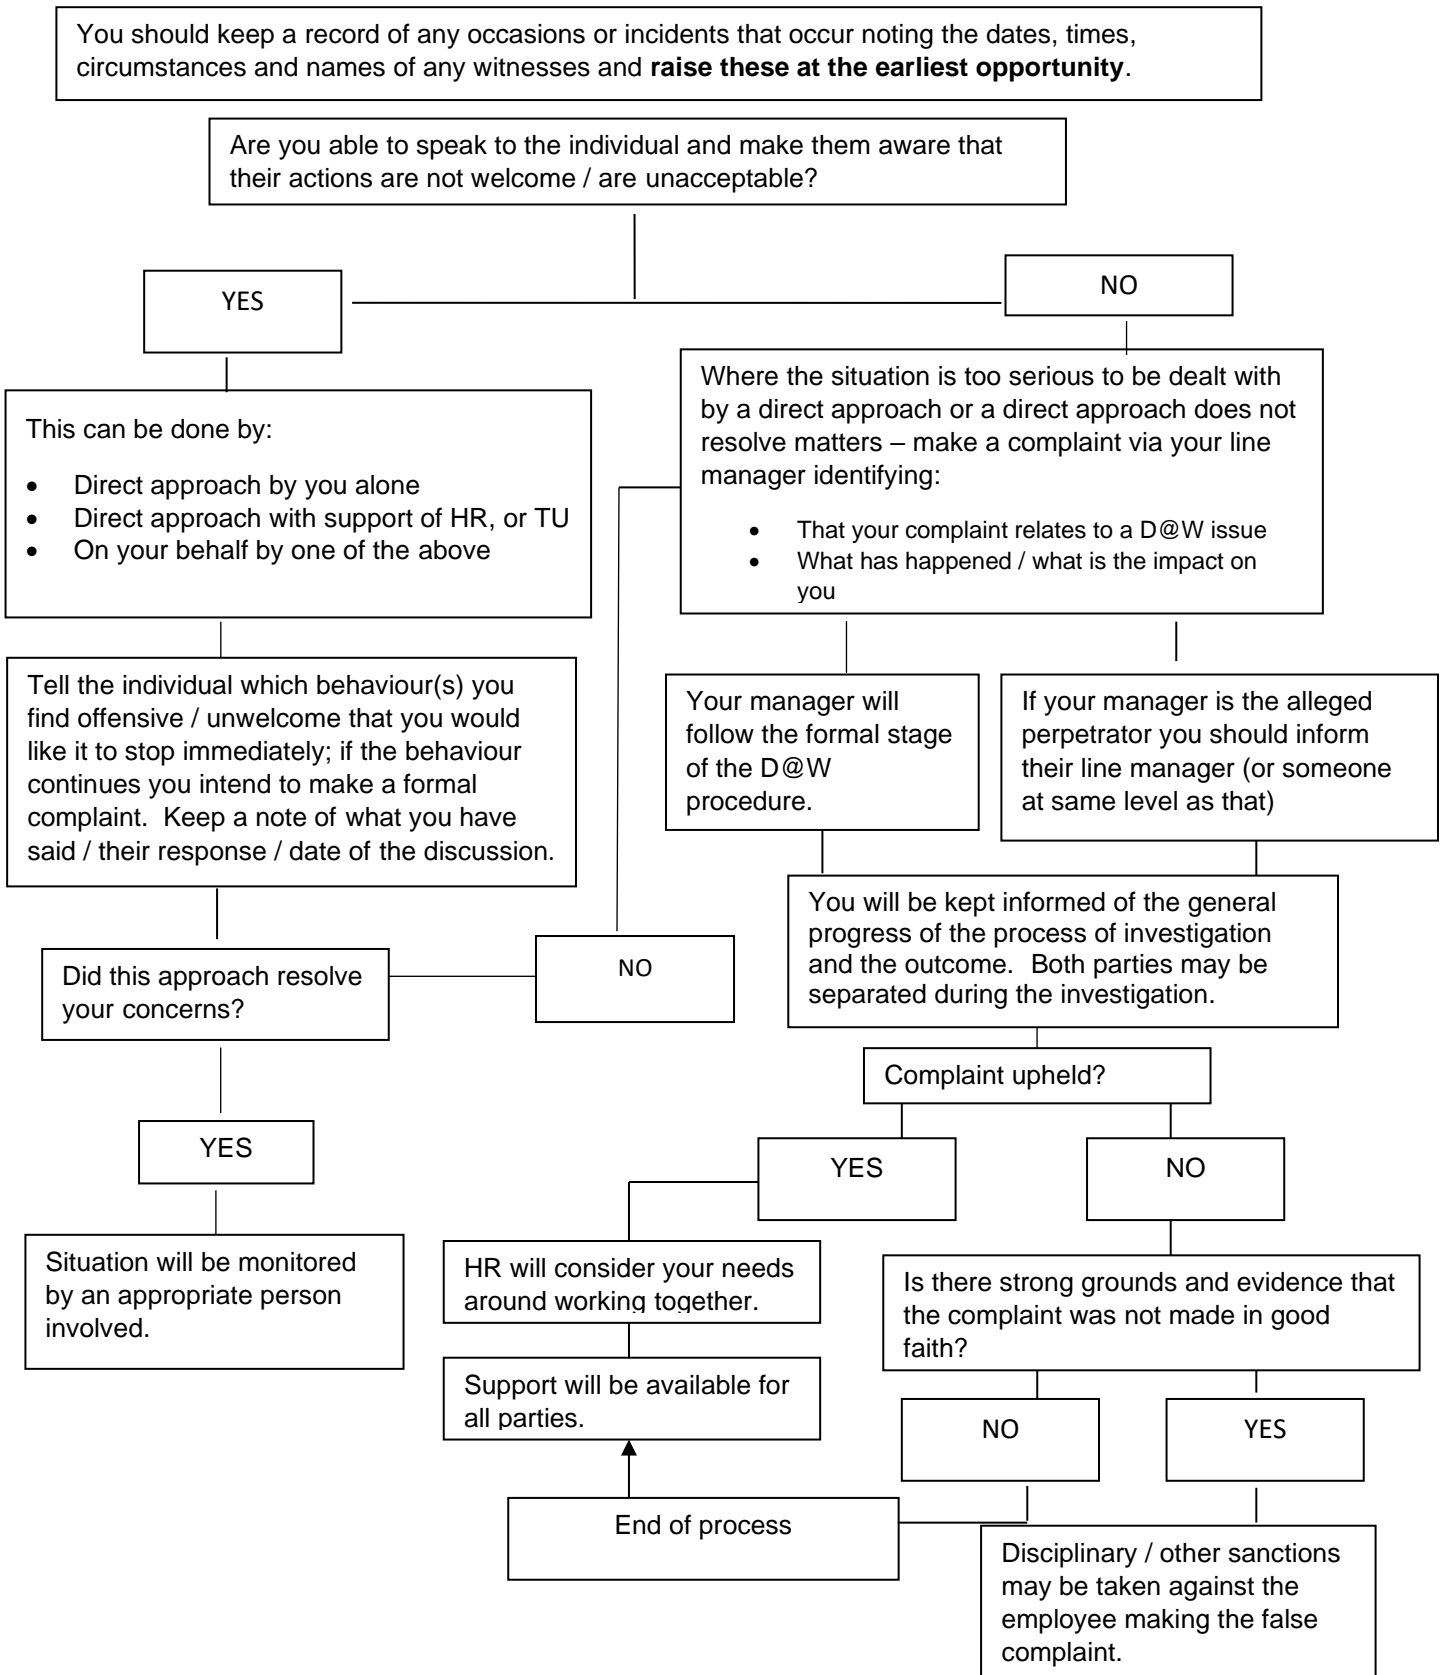 You should keep a record of any occasions or incidents that occur noting the dates, times,
circumstances and names of any witnesses and raise these at the earliest opportunity.
Are you able to speak to the individual and make them aware that
their actions are not welcome / are unacceptable?
YES
NO
This can be done by:
• Direct approach by you alone
• Direct approach with support of HR, or TU
• On your behalf by one of the above
Where the situation is too serious to be dealt with
by a direct approach or a direct approach does not
resolve matters – make a complaint via your line
manager identifying:
• That your complaint relates to a D@W issue
• What has happened / what is the impact on
you
Tell the individual which behaviour(s) you
find offensive / unwelcome that you would
like it to stop immediately; if the behaviour
continues you intend to make a formal
complaint.  Keep a note of what you have
said / their response / date of the discussion.
Your manager will
follow the formal stage
of the D@W
procedure.
If your manager is the alleged
perpetrator you should inform
their line manager (or someone
at same level as that)
You will be kept informed of the general
progress of the process of investigation
and the outcome.  Both parties may be
separated during the investigation.
Did this approach resolve
your concerns?
NO
YES
Situation will be monitored
by an appropriate person
involved.
Complaint upheld?
YES
NO
HR will consider your needs
around working together.
Support will be available for
all parties.
Is there strong grounds and evidence that
the complaint was not made in good
faith?
NO
YES
End of process
Disciplinary / other sanctions
may be taken against the
employee making the false
complaint.